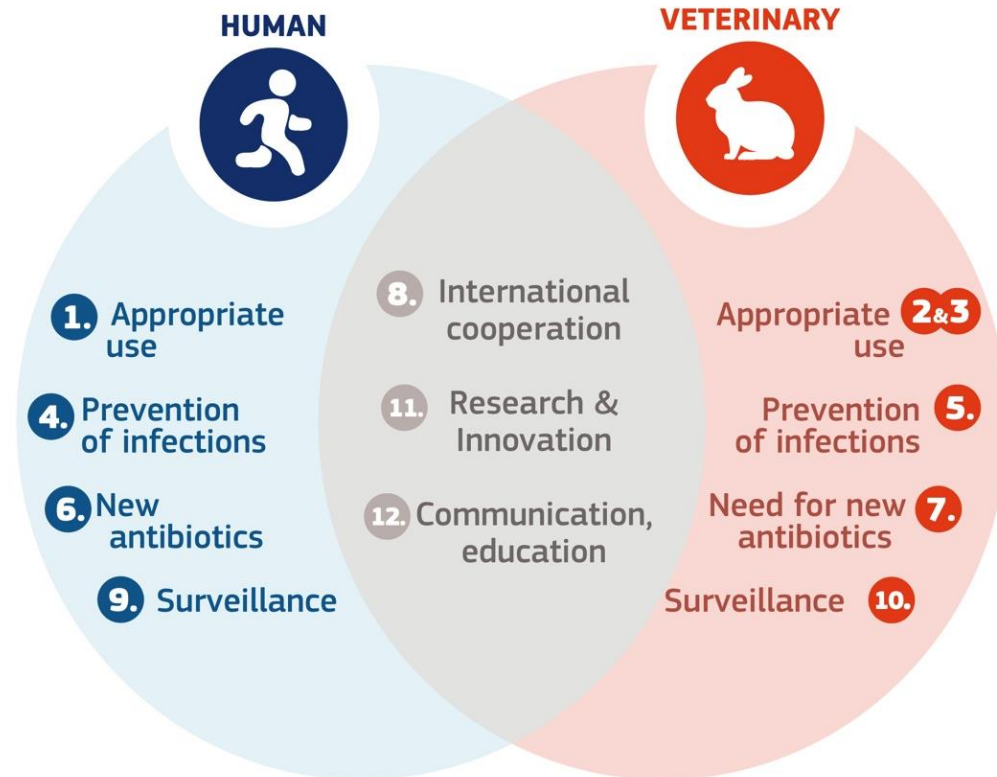 HUMAN
VETERINARY
1. Appropriate
use
4. Prevention
of infections
6. New
antibiotics
9. Surveillance
8. International
cooperation
11. Research &
Innovation
12. Communication,
education
Appropriate 2&3
use
Prevention 5.
of infections
Need for new 7.
antibiotics
Surveillance 10.